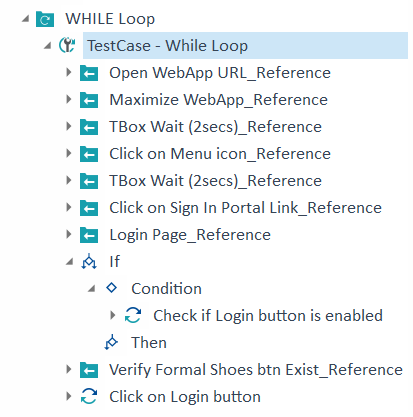 WHILE Loop
TestCase - While Loop
Open WebApp URL_Reference
Maximize WebApp_Reference
TBox Wait (2secs)_Reference
Click on Menu icon_Reference
TBox Wait (2secs)_Reference
Click on Sign In Portal Link_Reference
Login Page_Reference
If
Condition
Check if Login button is enabled
Then
Verify Formal Shoes btn Exist_Reference
Click on Login button